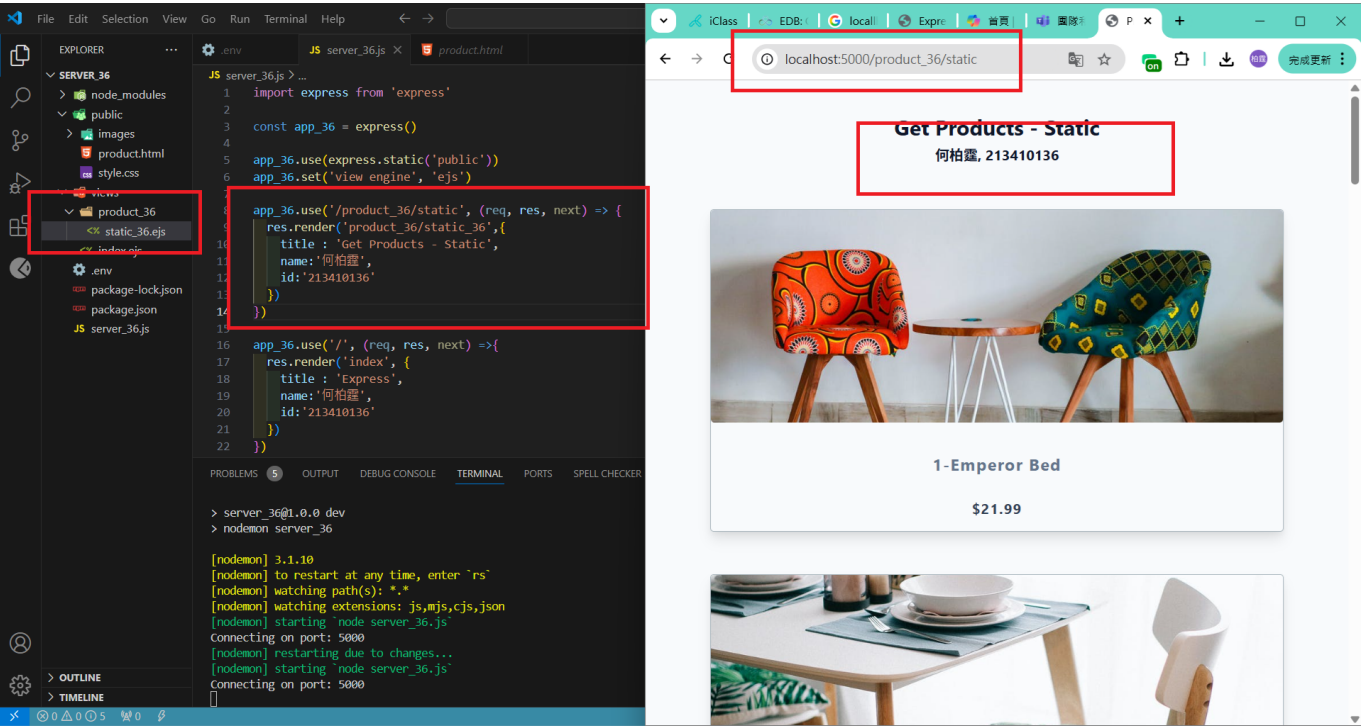 File Edit Selection View Go Run Terminal Help
EXPLORER
SERVER_36
node_modules
public
images
product.html
style.css
views
product_36
static_36.ejs
index.ejs
.env
package-lock.json
package.json
server_36.js
OUTLINE
TIMELINE
.env
JS server_36.js
product.html
JS server_36.js > ...
1 import express from 'express'
2
3 const app_36 = express()
4
5 app_36.use(express.static('public'))
6 app_36.set('view engine', 'ejs')
7
8 app_36.use('/product_36/static', (req, res, next) => {
9 res.render('product_36/static_36',{
10 title : 'Get Products - Static',
11 name:'何柏霆',
12 id:'213410136'
13 })
14 })
15
16 app_36.use('/', (req, res, next) =>{
17 res.render('index', {
18 title : 'Express',
19 name:'何柏霆',
20 id:'213410136'
21 })
22 })
PROBLEMS 5 OUTPUT DEBUG CONSOLE TERMINAL PORTS SPELL CHECKER
> server_36@1.0.0 dev
> nodemon server_36
[nodemon] 3.1.10
[nodemon] to restart at any time, enter `rs`
[nodemon] watching path(s): *.*
[nodemon] watching extensions: js,mjs,cjs,json
[nodemon] starting `node server_36.js`
Connecting on port: 5000
[nodemon] restarting due to changes...
[nodemon] starting `node server_36.js`
Connecting on port: 5000
0 0 5 0
iClass EDB: Expre 首頁
localhost:5000/product_36/static
on
完成更新
Get Products - Static
何柏霆, 213410136
1-Emperor Bed
$21.99